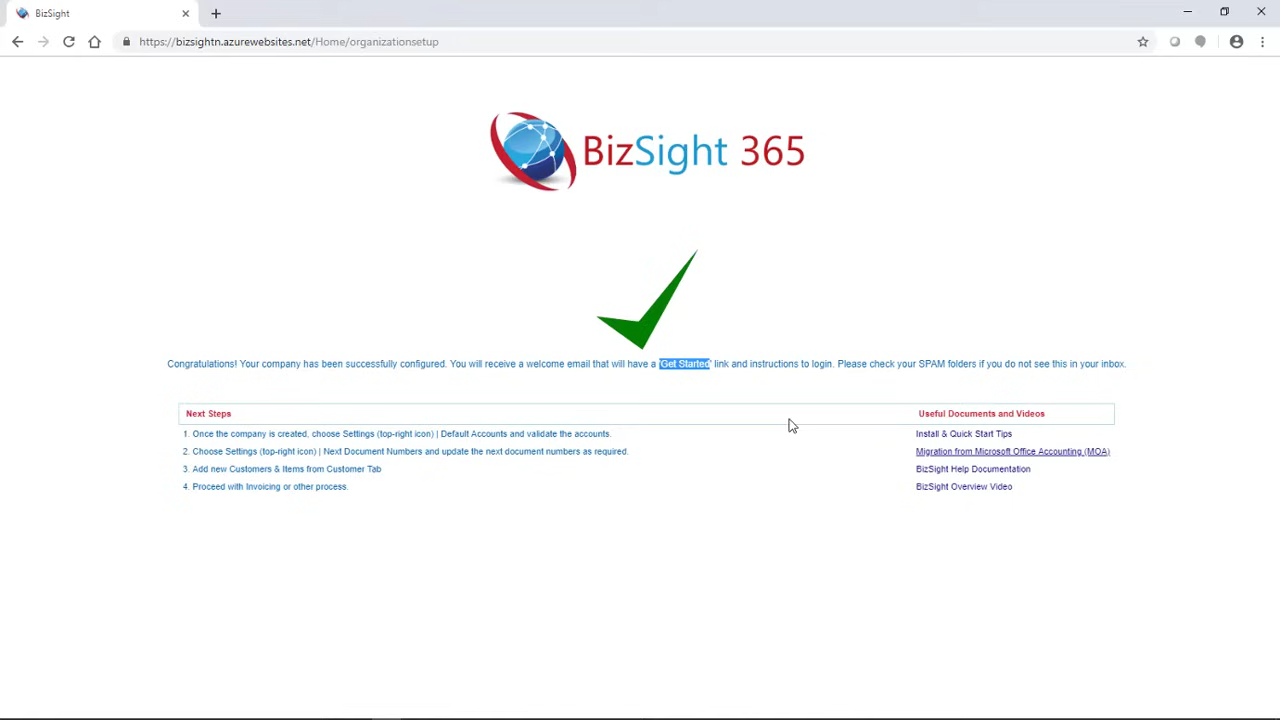 BizSight
https://bizsightn.azurewebsites.net/Home/organizationsetup
BizSight 365
Congratulations! Your company has been successfully configured. You will receive a welcome email that will have a 'Get Started' link and instructions to login. Please check your SPAM folders if you do not see this in your inbox.
Next Steps
1. Once the company is created, choose Settings (top-right icon) | Default Accounts and validate the accounts.
2. Choose Settings (top-right icon) | Next Document Numbers and update the next document numbers as required.
3. Add new Customers & Items from Customer Tab
4. Proceed with Invoicing or other process.
Useful Documents and Videos
Install & Quick Start Tips
Migration from Microsoft Office Accounting (MOA)
BizSight Help Documentation
BizSight Overview Video